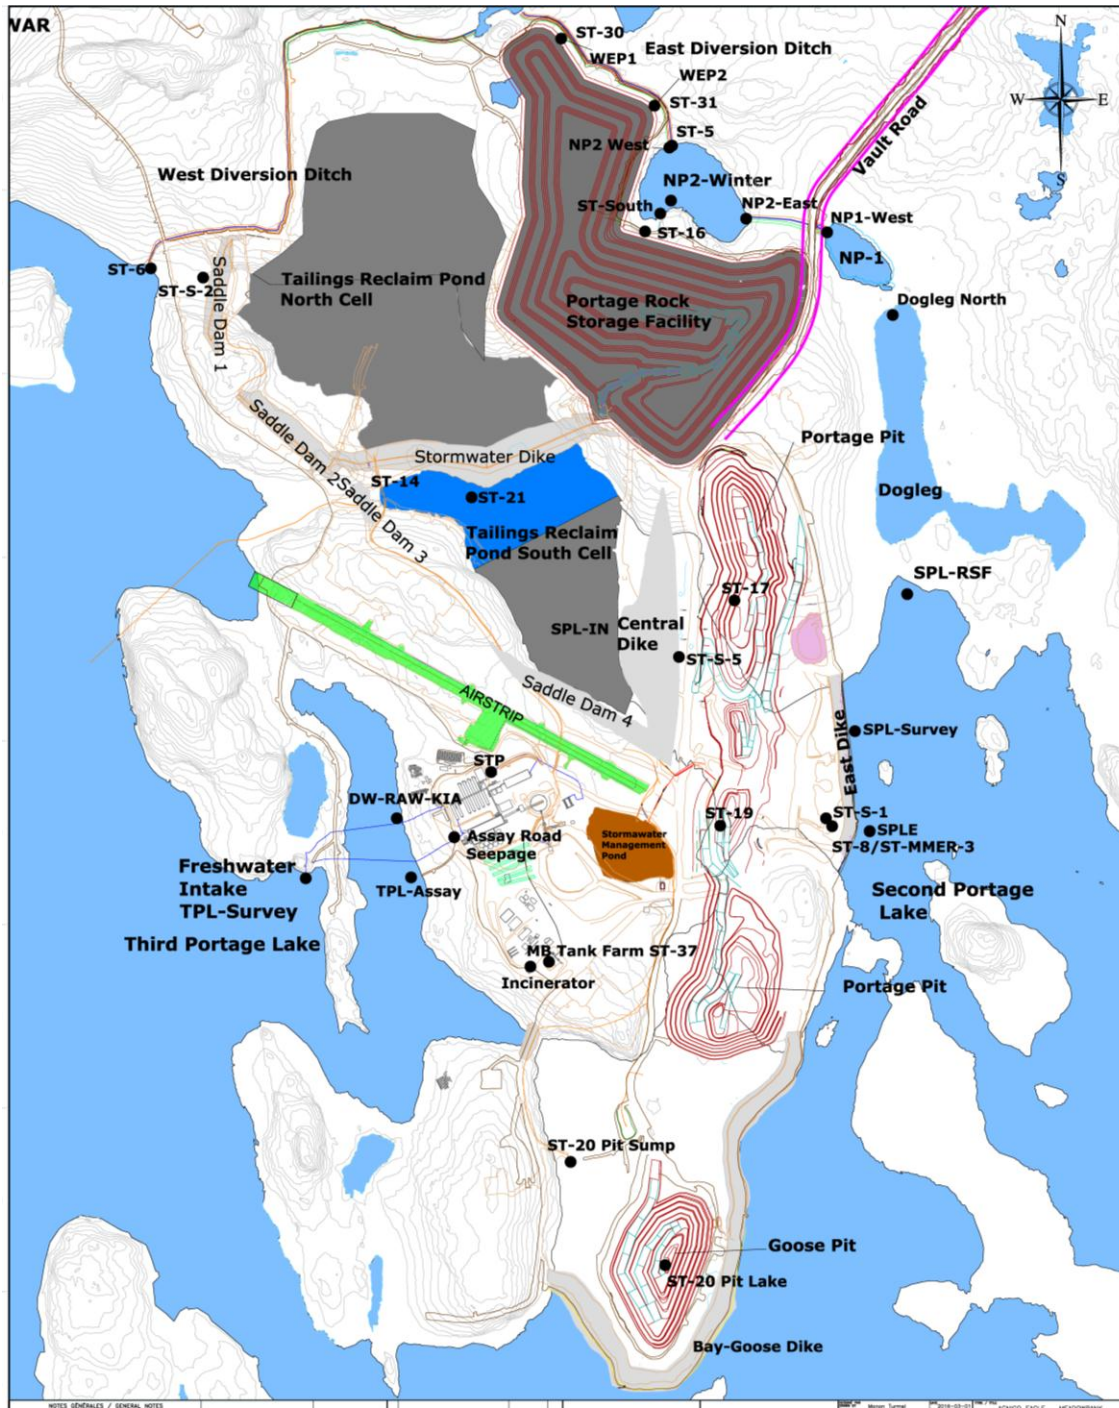 WAR
ST-30
WEP1
East Diversion Ditch
WEP2
N
W
E
S
ST-31
ST-5
NP2 West
Vault Road
West Diversion Ditch
NP2-Winter
ST-South
NP2-East
NP1-West
ST-16
NP-1
ST-6
ST-S-2
Saddle Dam 1
Tailings Reclaim Pond
North Cell
Portage Rock
Storage Facility
Dogleg North
Saddle Dam 2
Portage Pit
Stormwater Dike
ST-14
ST-21
Saddle Dam 3
Dogleg
Tailings Reclaim
Pond South Cell
SPL-RSF
ST-17
SPL-IN
Central
Dike
ST-S-5
Saddle Dam 4
AIRSTRIP
East Dike
SPL-Survey
STP
DW-RAW-KIA
ST-19
ST-S-1
SPLE
ST-8/ST-MMER-3
Assay Road
Seepage
Stormawater
Management
Pond
Freshwater
Intake
TPL-Survey
TPL-Assay
Second Portage
Lake
Third Portage Lake
MB Tank Farm ST-37
Incinerator
Portage Pit
ST-20 Pit Sump
Goose Pit
ST-20 Pit Lake
Bay-Goose Dike
NOTES GÉNÉRALES / GENERAL NOTES